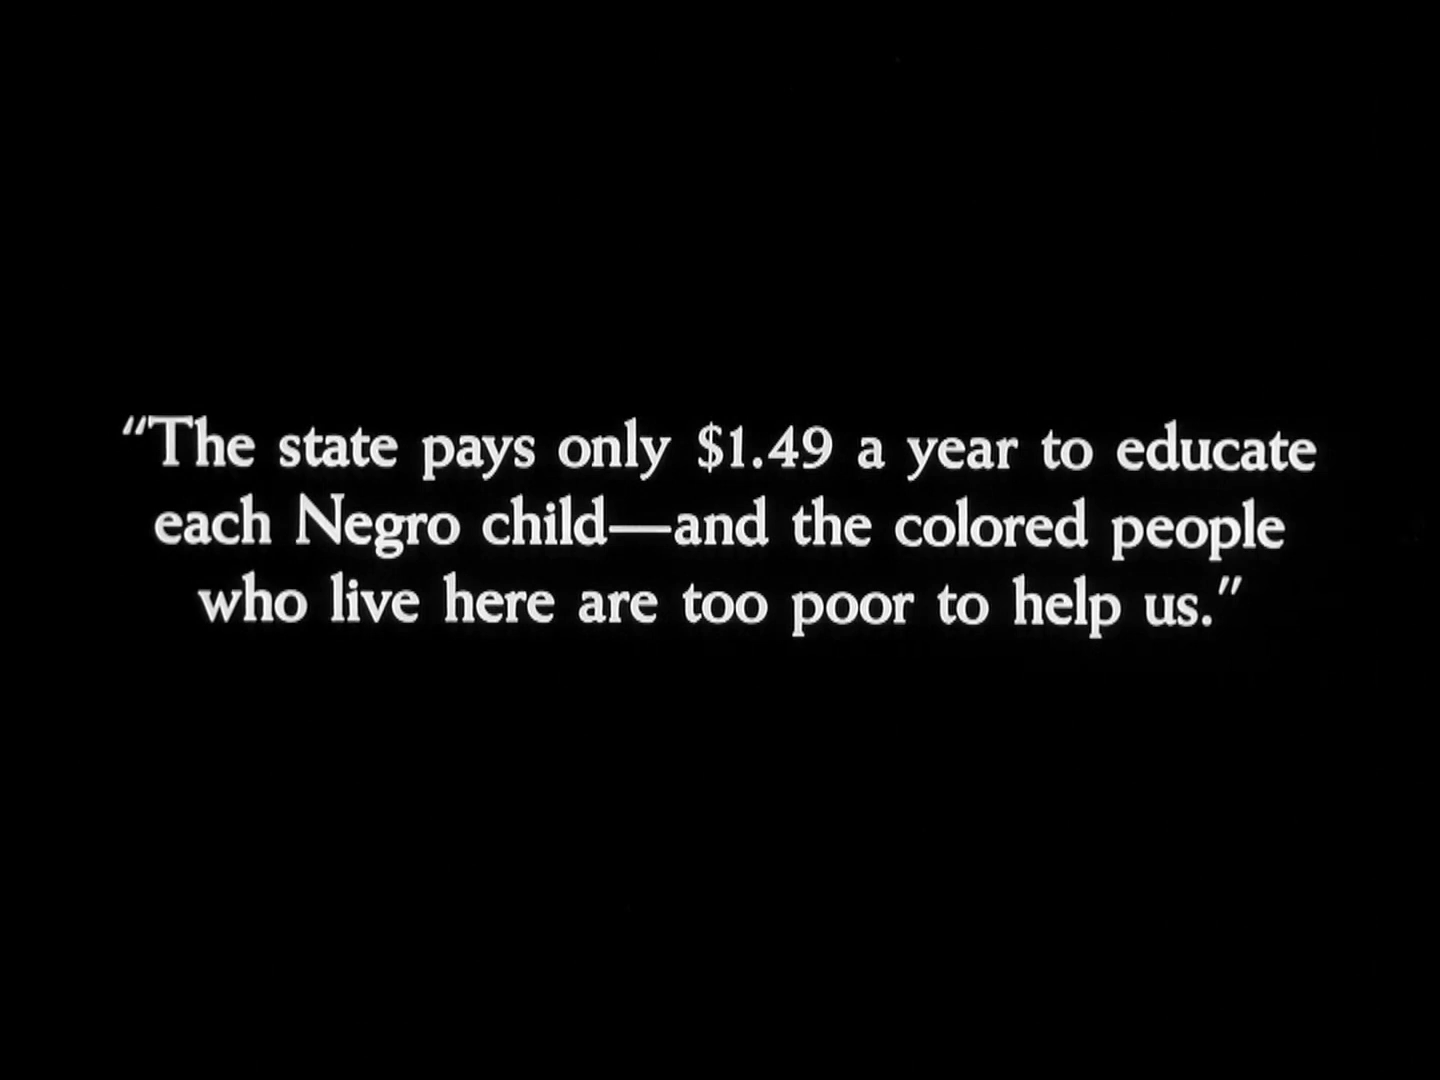 “The state pays only $1.49 a year to educate
each Negro child—and the colored people
who live here are too poor to help us.”